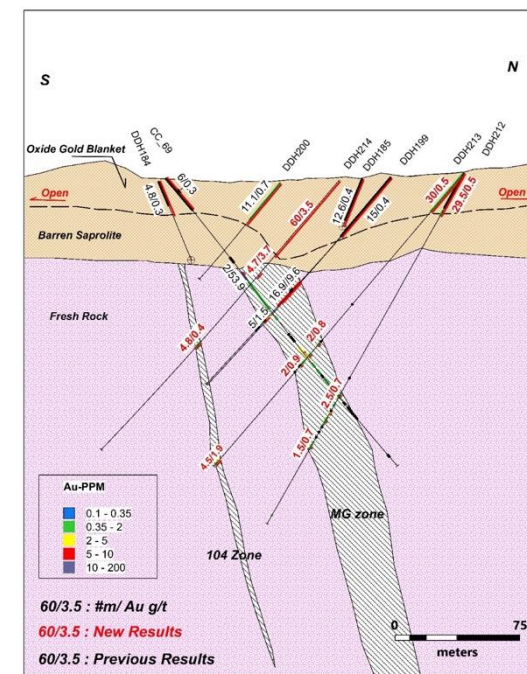 S
N
DDH184
CC_69
DDH200
DDH214
DDH185
DDH199
DDH213
DDH212
Oxide Gold Blanket
Open
Open
4.8/0.3
6/0.3
11.1/0.7
60/3.5
12.6/0.4
15/0.4
30/0.5
29.5/0.5
Barren Saprolite
4.7/3.7
2/53.9
16.9/9.6
5/1.5
Fresh Rock
4.8/0.4
2/0.8
2/0.9
2.5/0.7
1.5/0.7
4.5/1.9
Au-PPM
0.1 - 0.35
0.35 - 2
2 - 5
5 - 10
10 - 200
MG zone
104 Zone
60/3.5 : #m/ Au g/t
60/3.5 : New Results
60/3.5 : Previous Results
0 75
meters